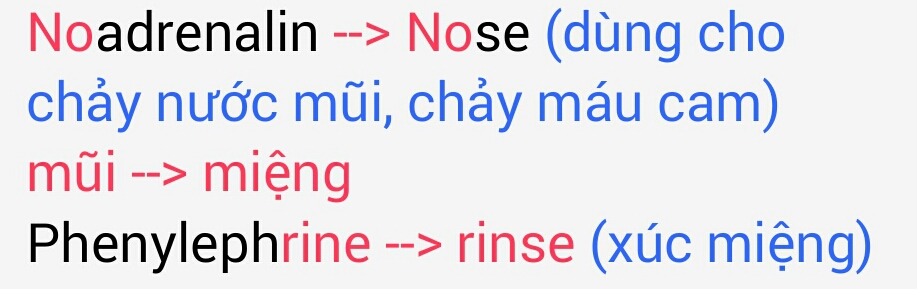 Noadrenalin --> Nose (dùng cho
chảy nước mũi, chảy máu cam)
mũi --> miệng
Phenylephrine --> rinse (xúc miệng)